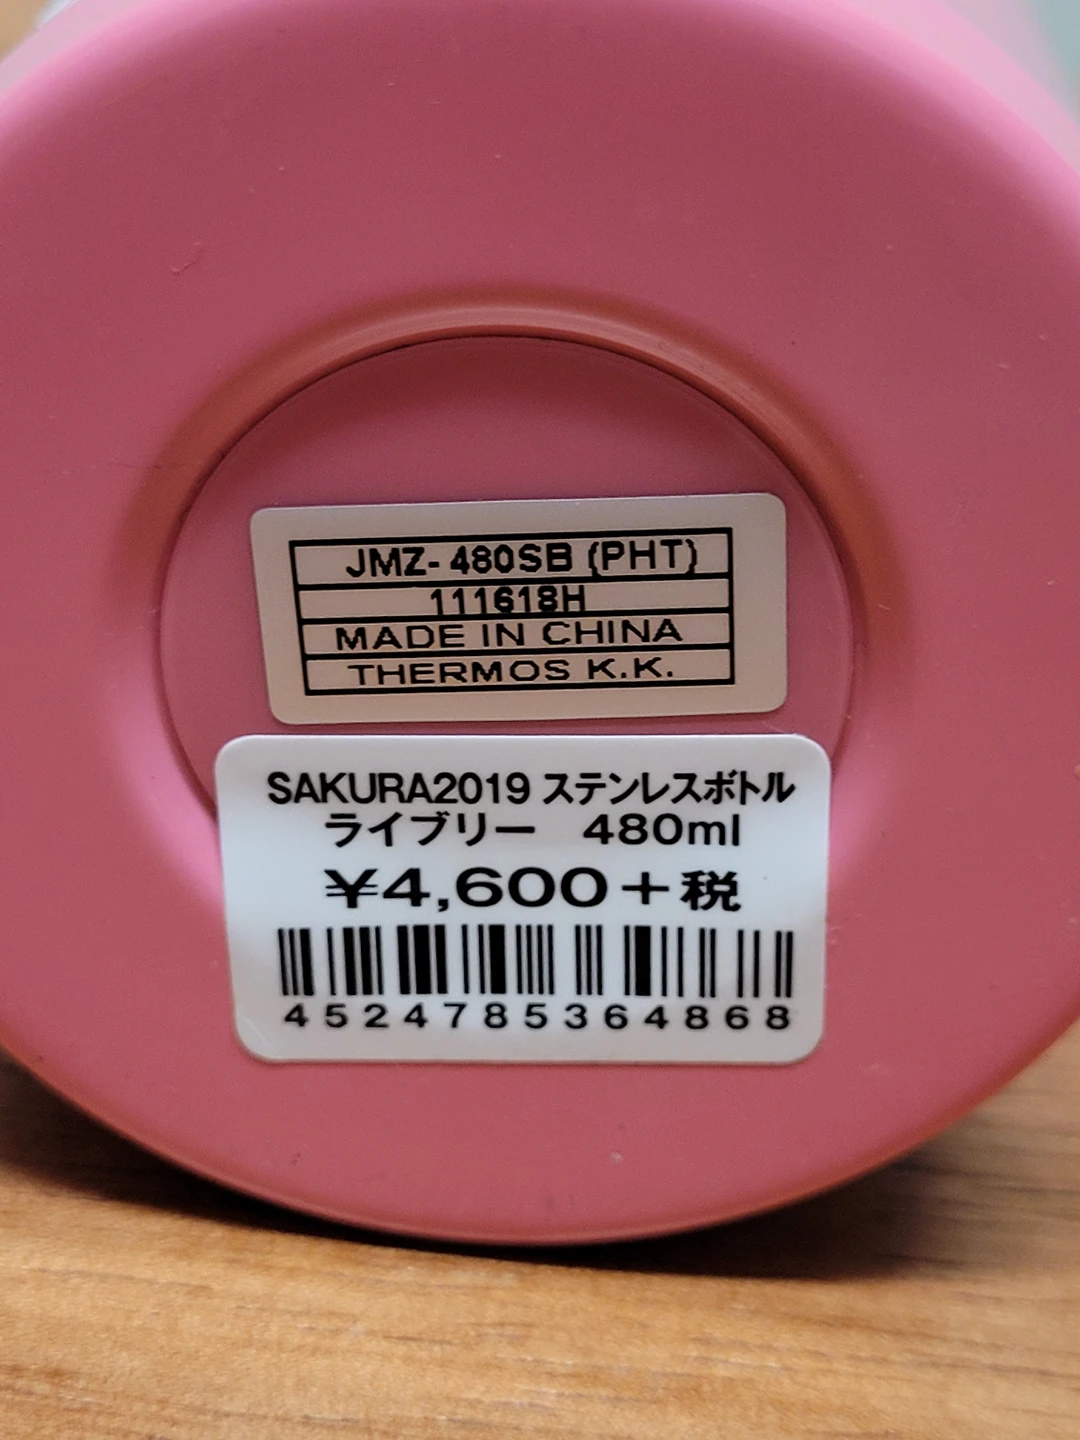 JMZ-480SB (PHT)
111618H
MADE IN CHINA
THERMOS K.K.
SAKURA2019 ステンレスボトル
ライブリー　480ml
¥4,600+税
4524785364868